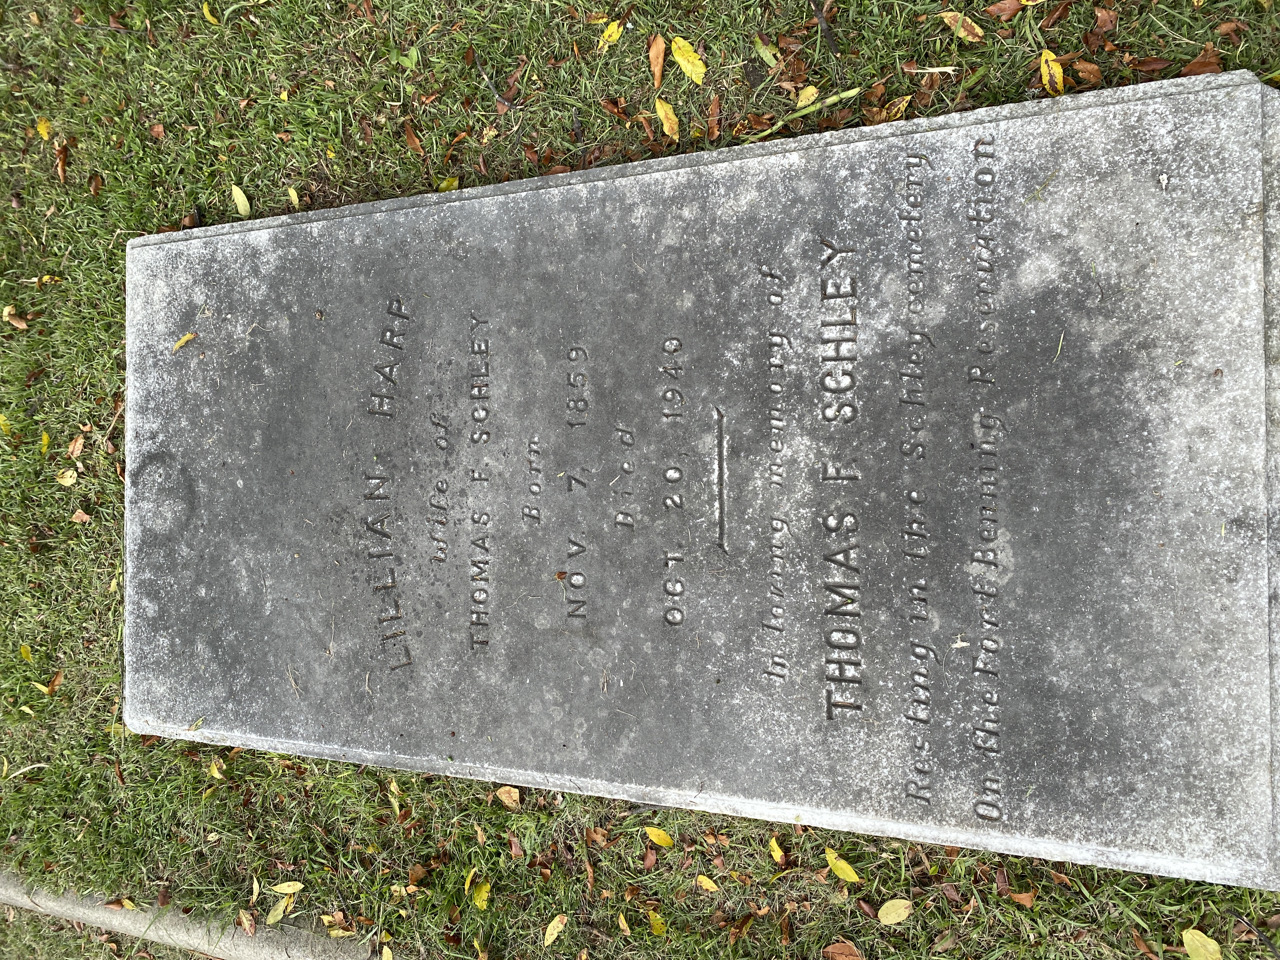 LILLIAN HARP
Wife of
THOMAS F. SCHLEY
Born
NOV. 7, 1859
Died
OCT. 20, 1940
In loving memory of
THOMAS F. SCHLEY
Resting in the Schley cemetery
On the Fort Benning Reservation